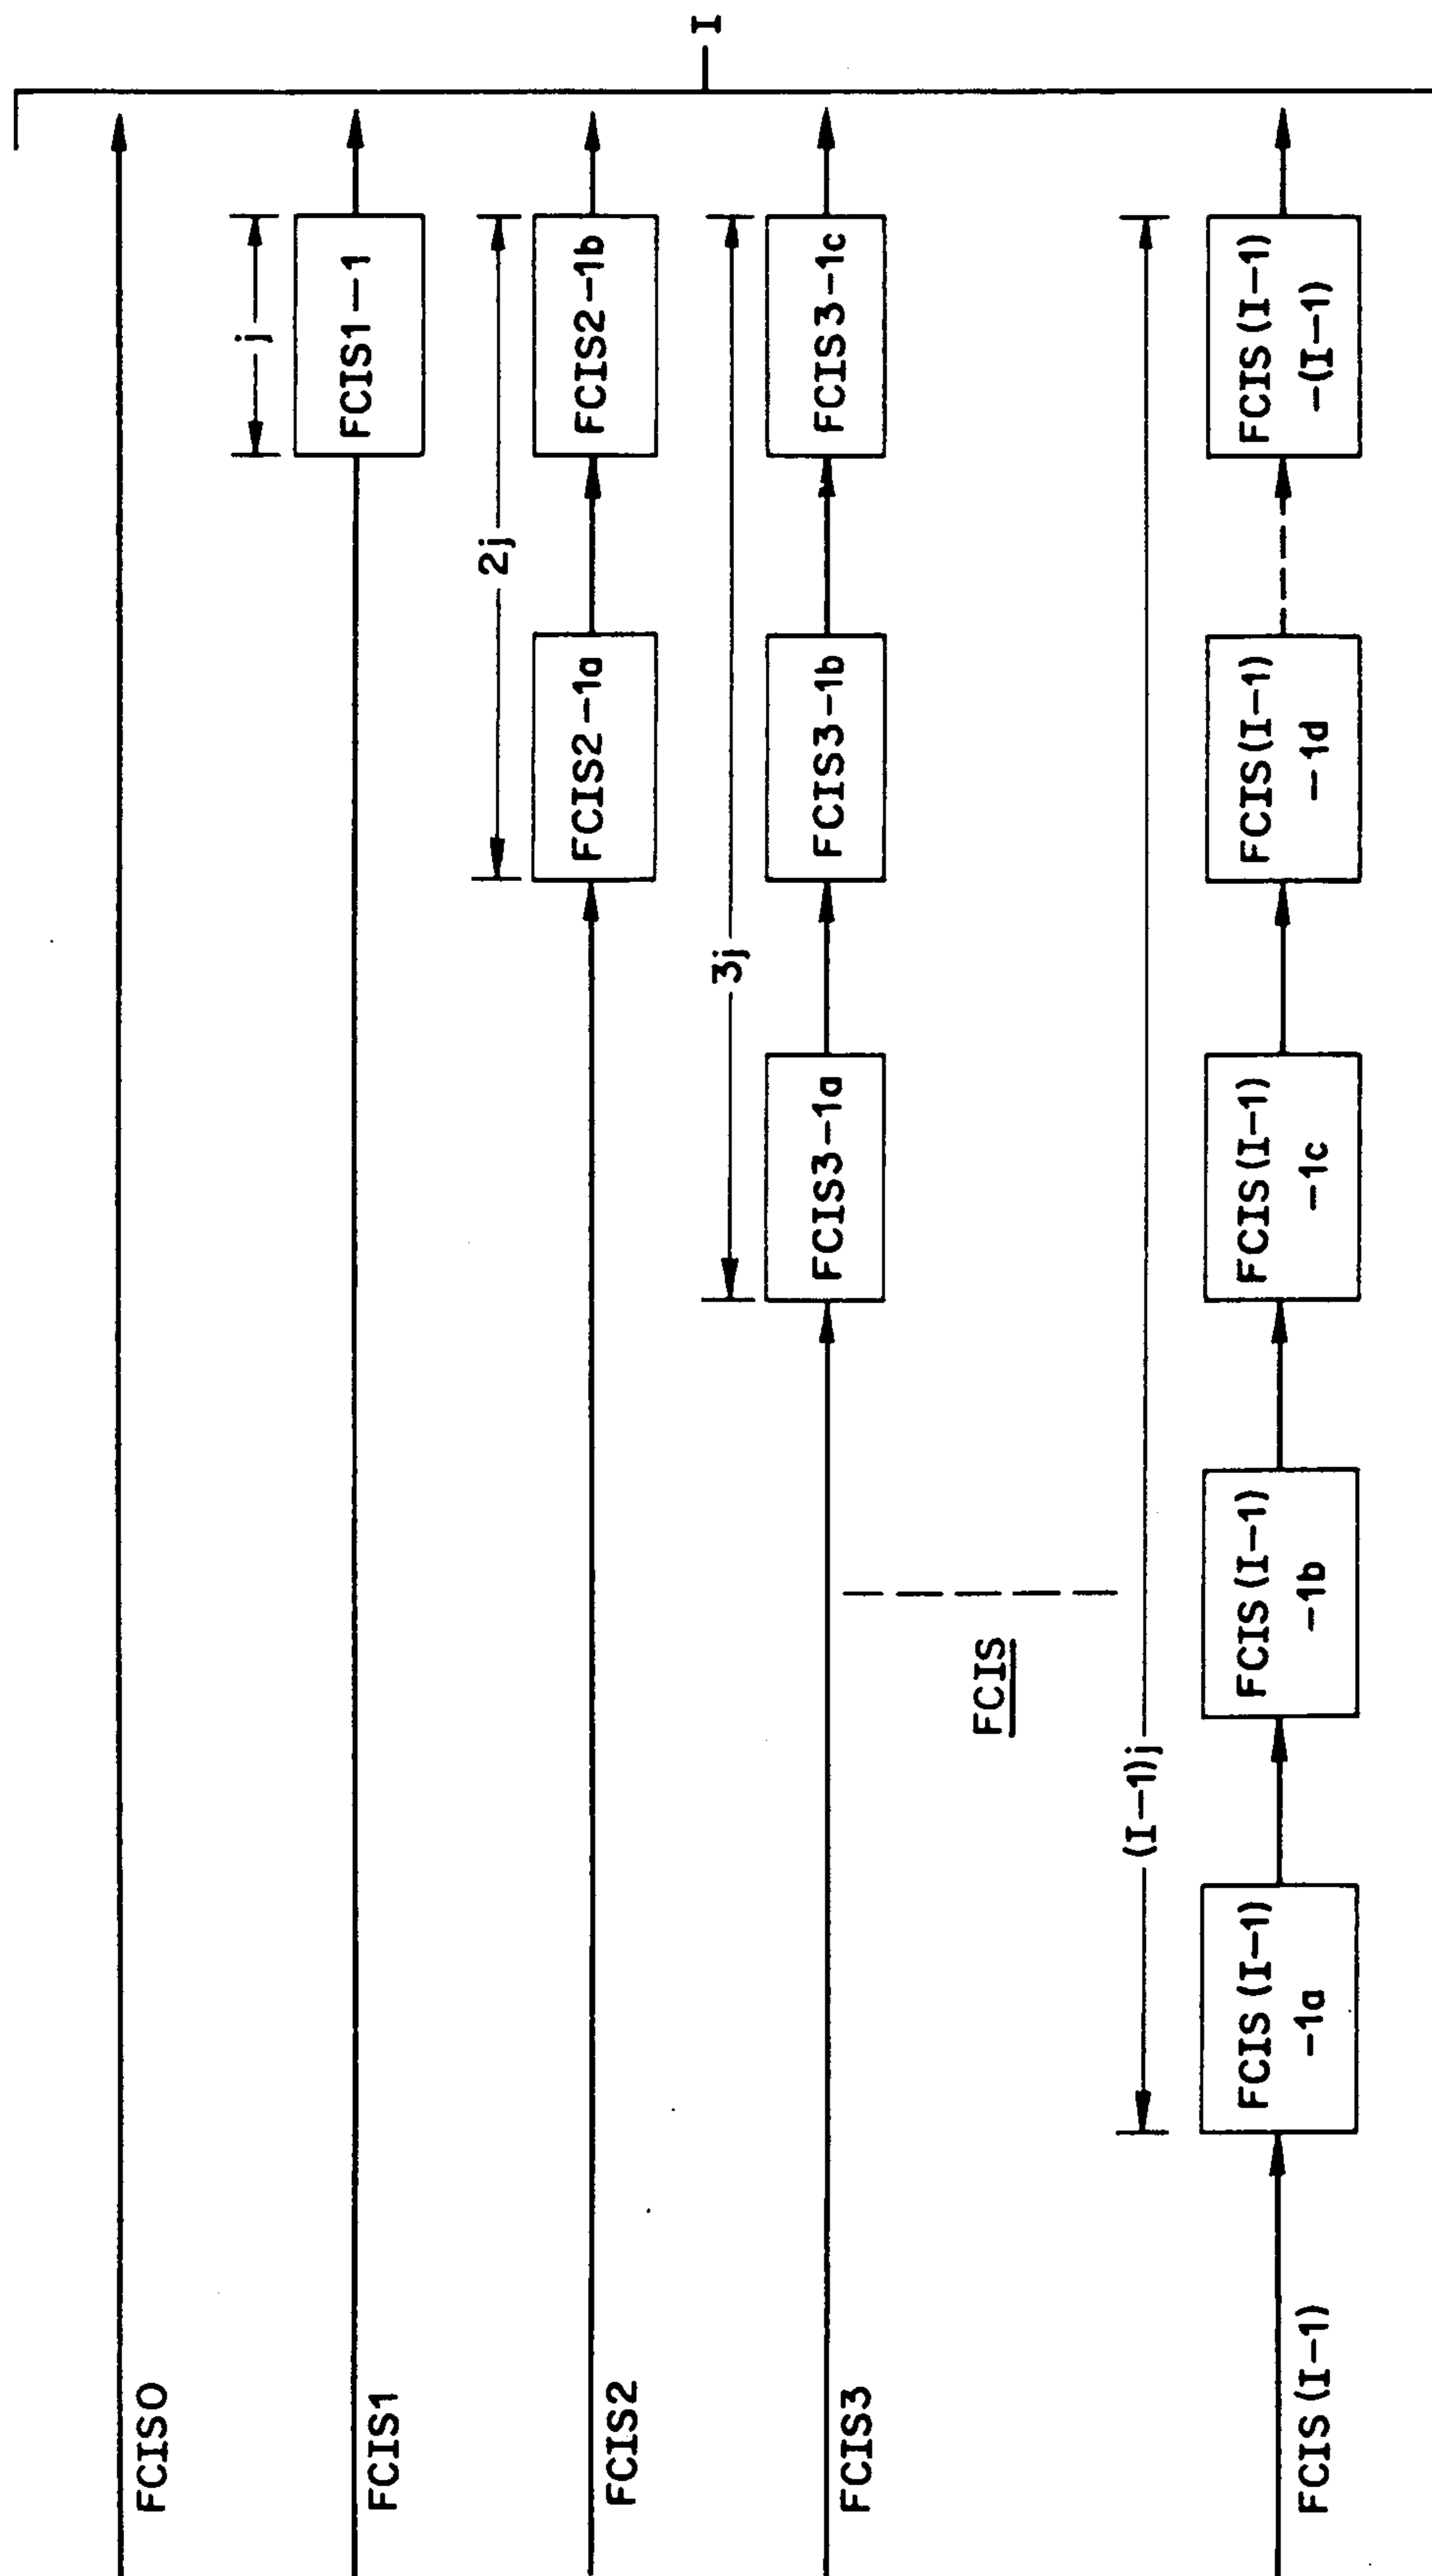 I
FCIS0
FCIS1
j
FCIS1-1
FCIS2
2j
FCIS2-1a
FCIS2-1b
FCIS3
3j
FCIS3-1a
FCIS3-1b
FCIS3-1c
FCIS
(I-1)j
FCIS(I-1)
FCIS(I-1)
-1a
FCIS(I-1)
-1b
FCIS(I-1)
-1c
FCIS(I-1)
-1d
FCIS(I-1)
-(I-1)